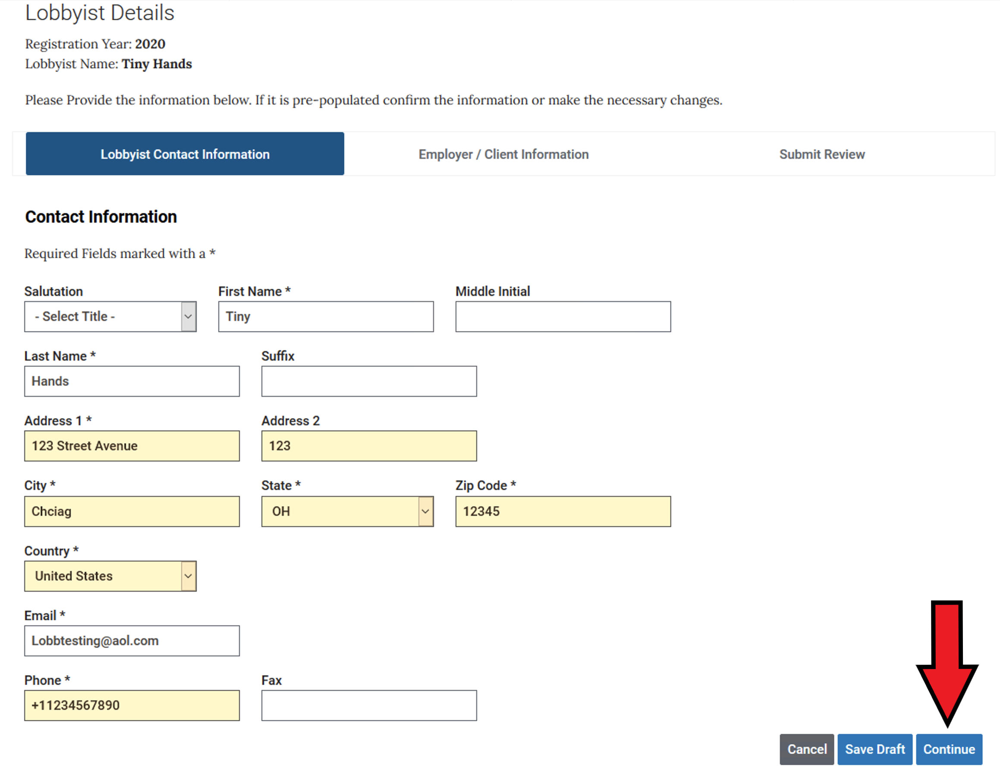 Lobbyist Details
Registration Year: 2020
Lobbyist Name: Tiny Hands
Please Provide the information below. If it is pre-populated confirm the information or make the necessary changes.
Lobbyist Contact Information Employer / Client Information Submit Review
Contact Information
Required Fields marked with a *
Salutation First Name * Middle Initial
- Select Title - Tiny
Last Name * Suffix
Hands
Address 1 * Address 2
123 Street Avenue 123
City * State * Zip Code *
Chciag OH 12345
Country *
United States
Email *
Lobbtesting@aol.com
Phone * Fax
+11234567890
Cancel Save Draft Continue